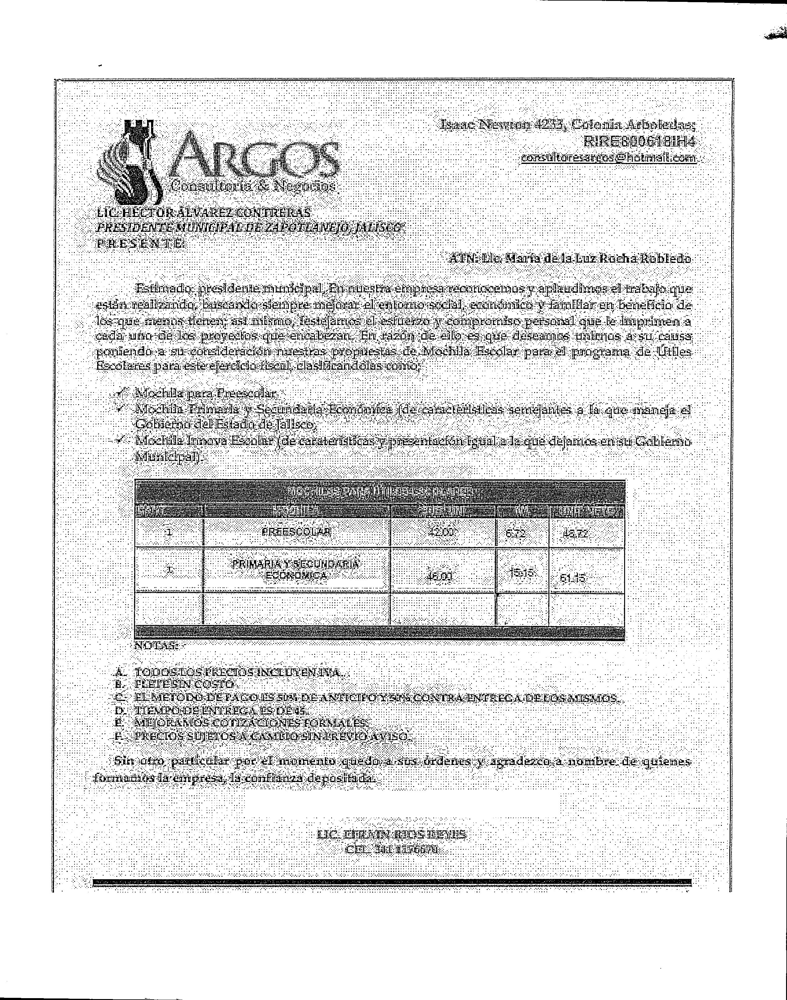 Isaac Newton 4233, Colonia Arboledas;
RIRE800618IH4
consultoresargos@hotmail.com
ARGOS
Consultoría & Negocios
LIC. HÉCTOR ÁLVAREZ CONTRERAS
PRESIDENTE MUNICIPAL DE ZAPOTLANEJO, JALISCO
P R E S E N T E
ATN: Lic. María de la Luz Rocha Robledo
Estimado: presidente municipal, En nuestra empresa reconocemos y aplaudimos el trabajo que
están realizando, buscando siempre mejorar el entorno social, económico y familiar en beneficio de
los que menos tienen; así mismo, festejamos el esfuerzo y compromiso personal que le imprimen a
cada uno de los proyectos que encabezan. En razón de ello es que deseamos unirnos a su causa
poniendo a su consideración nuestras propuestas de Mochila Escolar para el programa de Útiles
Escolares para este ejercicio fiscal, clasificandolas como;
✓ Mochila para Preescolar
✓ Mochila Primaria y Secundaria Económica (de características semejantes a la que maneja el
Gobierno del Estado de Jalisco,
✓ Mochila Innova Escolar (de caraterísticas y presentación igual a la que dejamos en su Gobierno
Municipal).
MOCHILAS PARA ÚTILES ESCOLARES
MOCHILA IVA
1 PREESCOLAR 42.00 6.72 48.72
1 PRIMARIA Y SECUNDARIA
ECONOMICA 46.00 15.15 61.15
NOTAS:
A. TODOS LOS PRECIOS INCLUYEN IVA.
B. FLETE SIN COSTO
C. EL METODO DE PAGO ES 50% DE ANTICIPO Y 50% CONTRA ENTREGA DE LOS MISMOS.
D. TIEMPO DE ENTREGA ES DE 45.
E. MEJORAMOS COTIZACIONES FORMALES.
F. PRECIOS SUJETOS A CAMBIO SIN PREVIO AVISO.
Sin otro particular por el momento quedo a sus órdenes y agradezco a nombre de quienes
formamos la empresa, la confianza depositada.
LIC. EFRAIN RIOS REYES
CEL.